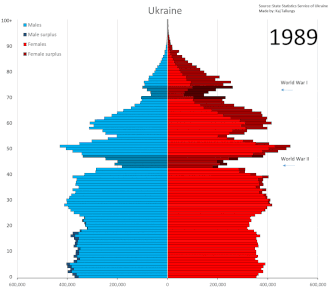 Ukraine
Source: State Statistics Service of Ukraine
Made by: Kaj Tallungs
1989
Males
Male surplus
Females
Female surplus
World War I
World War II
100+
90
80
70
60
50
40
30
20
10
0
600,000 400,000 200,000 0 200,000 400,000 600,000